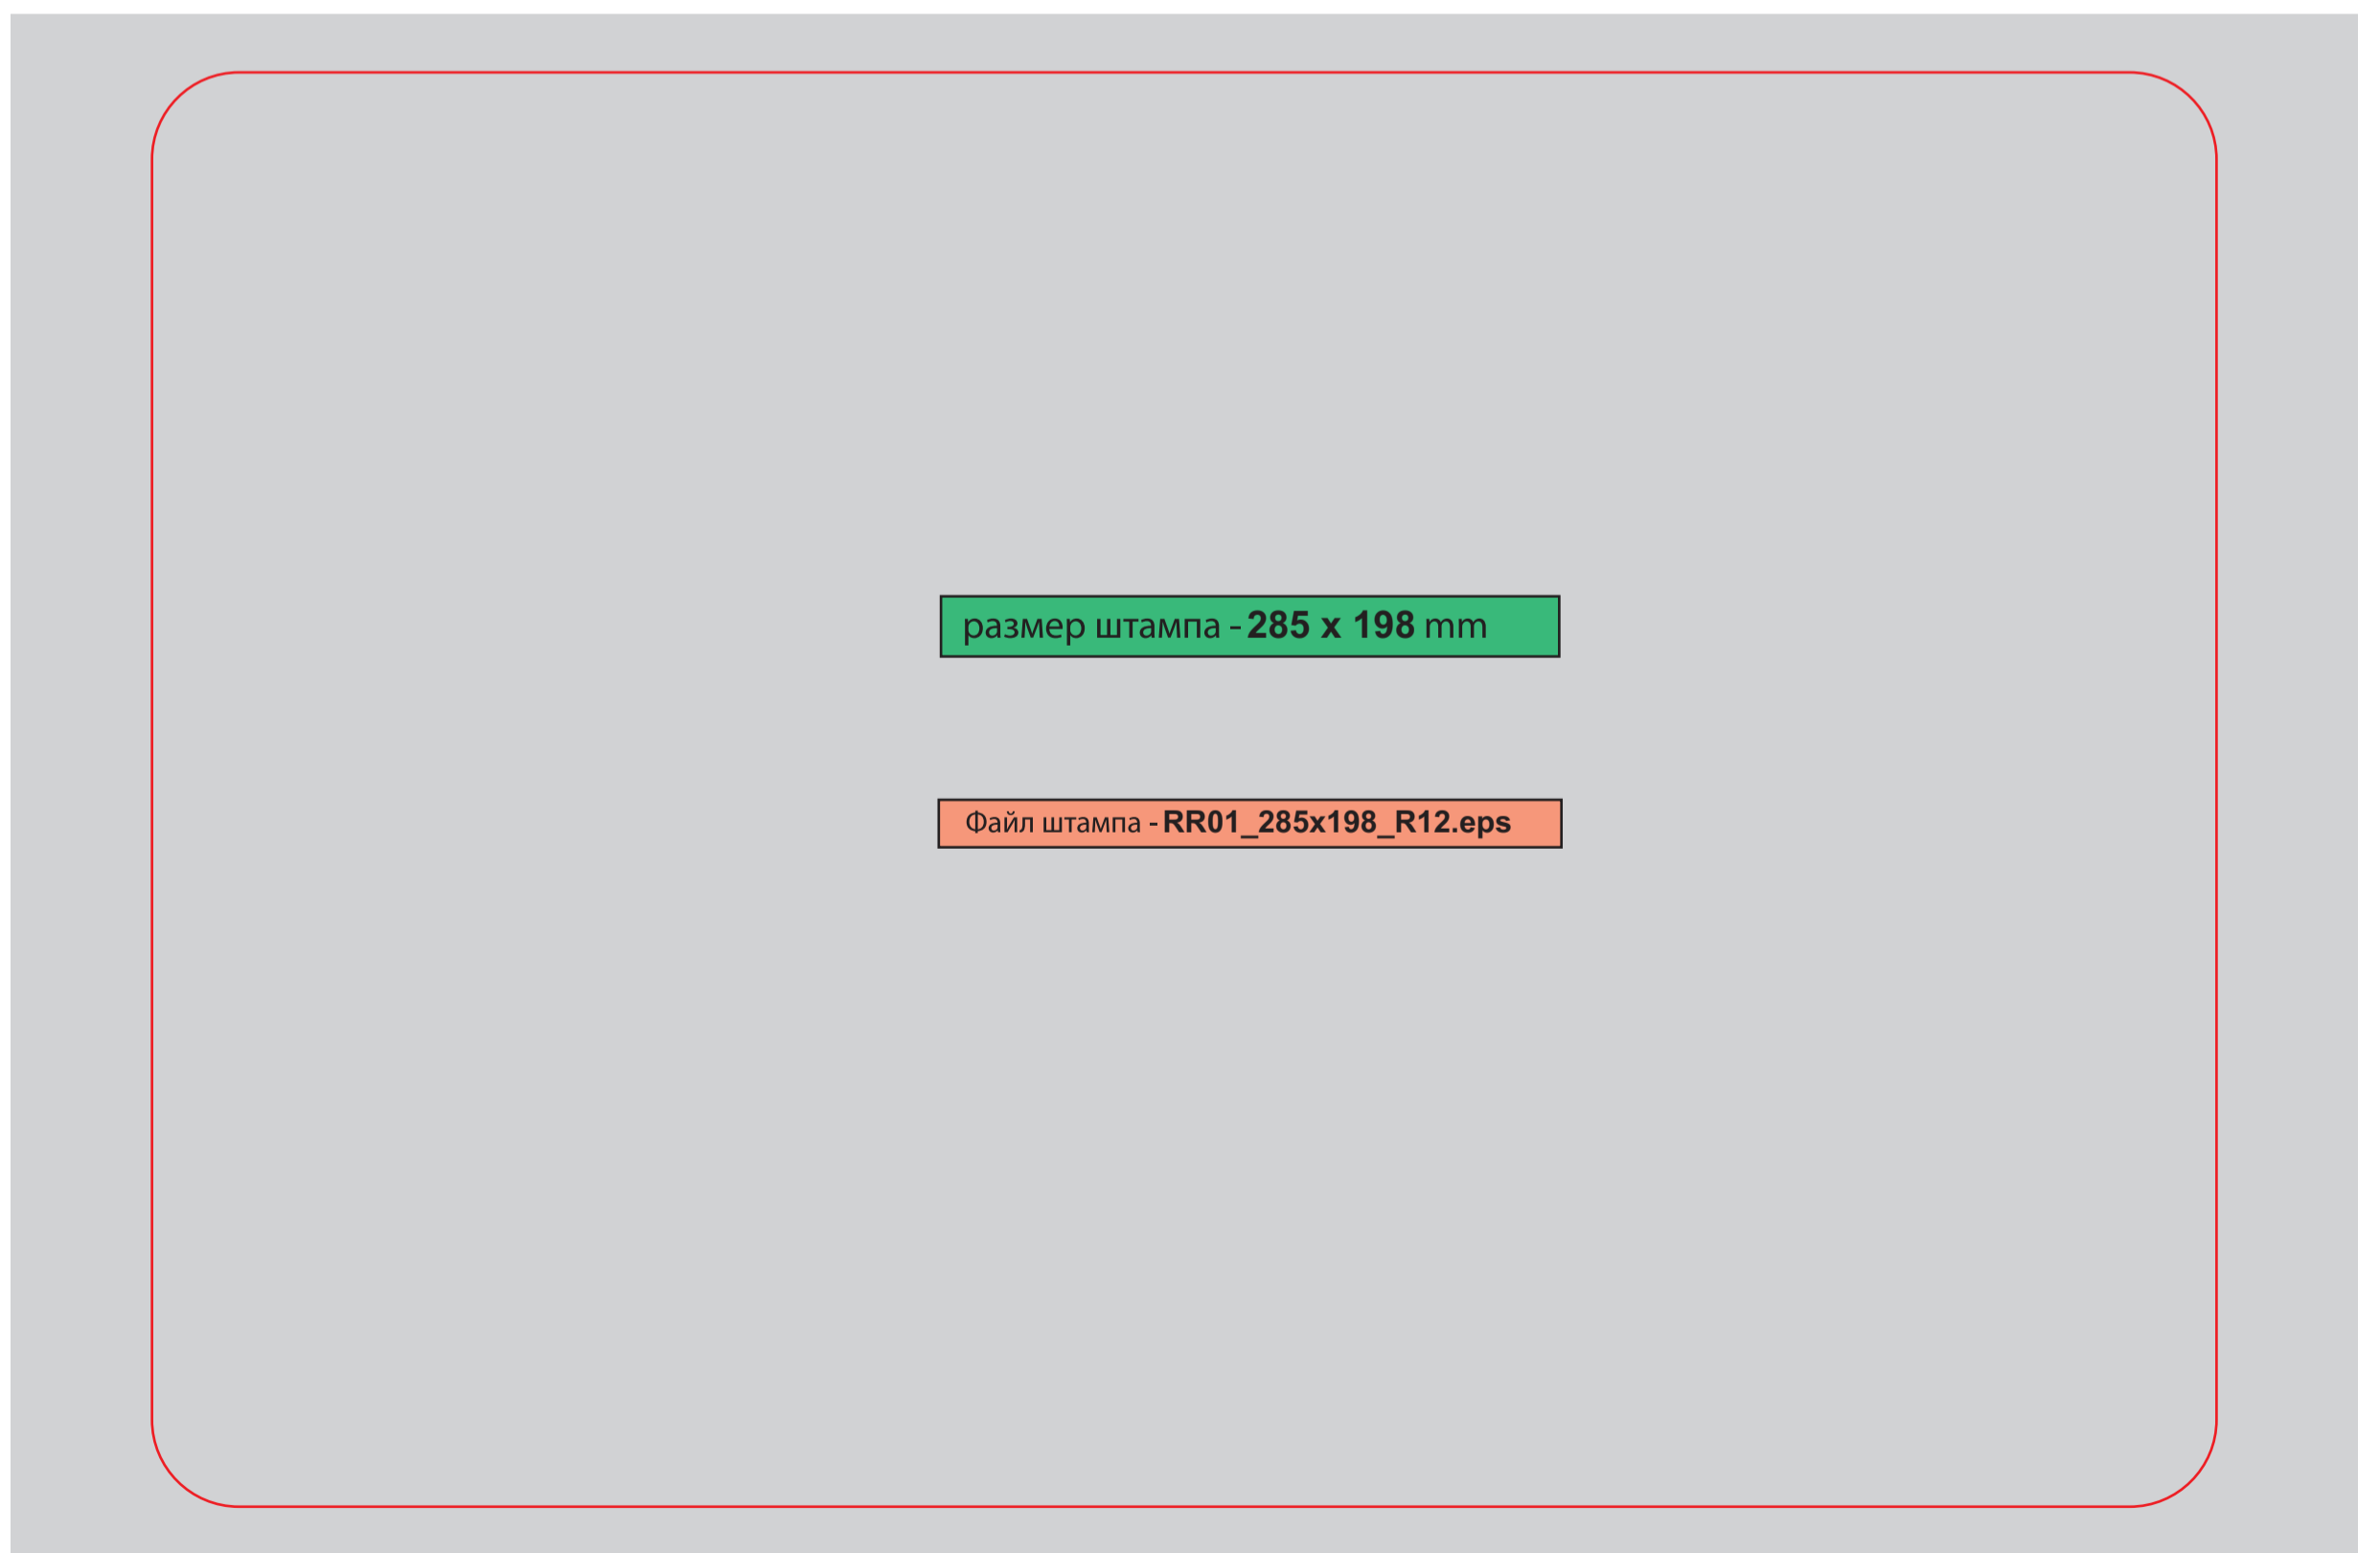 размер штампа - 285 x 198 mm
Файл штампа - RR01_285x198_R12.eps